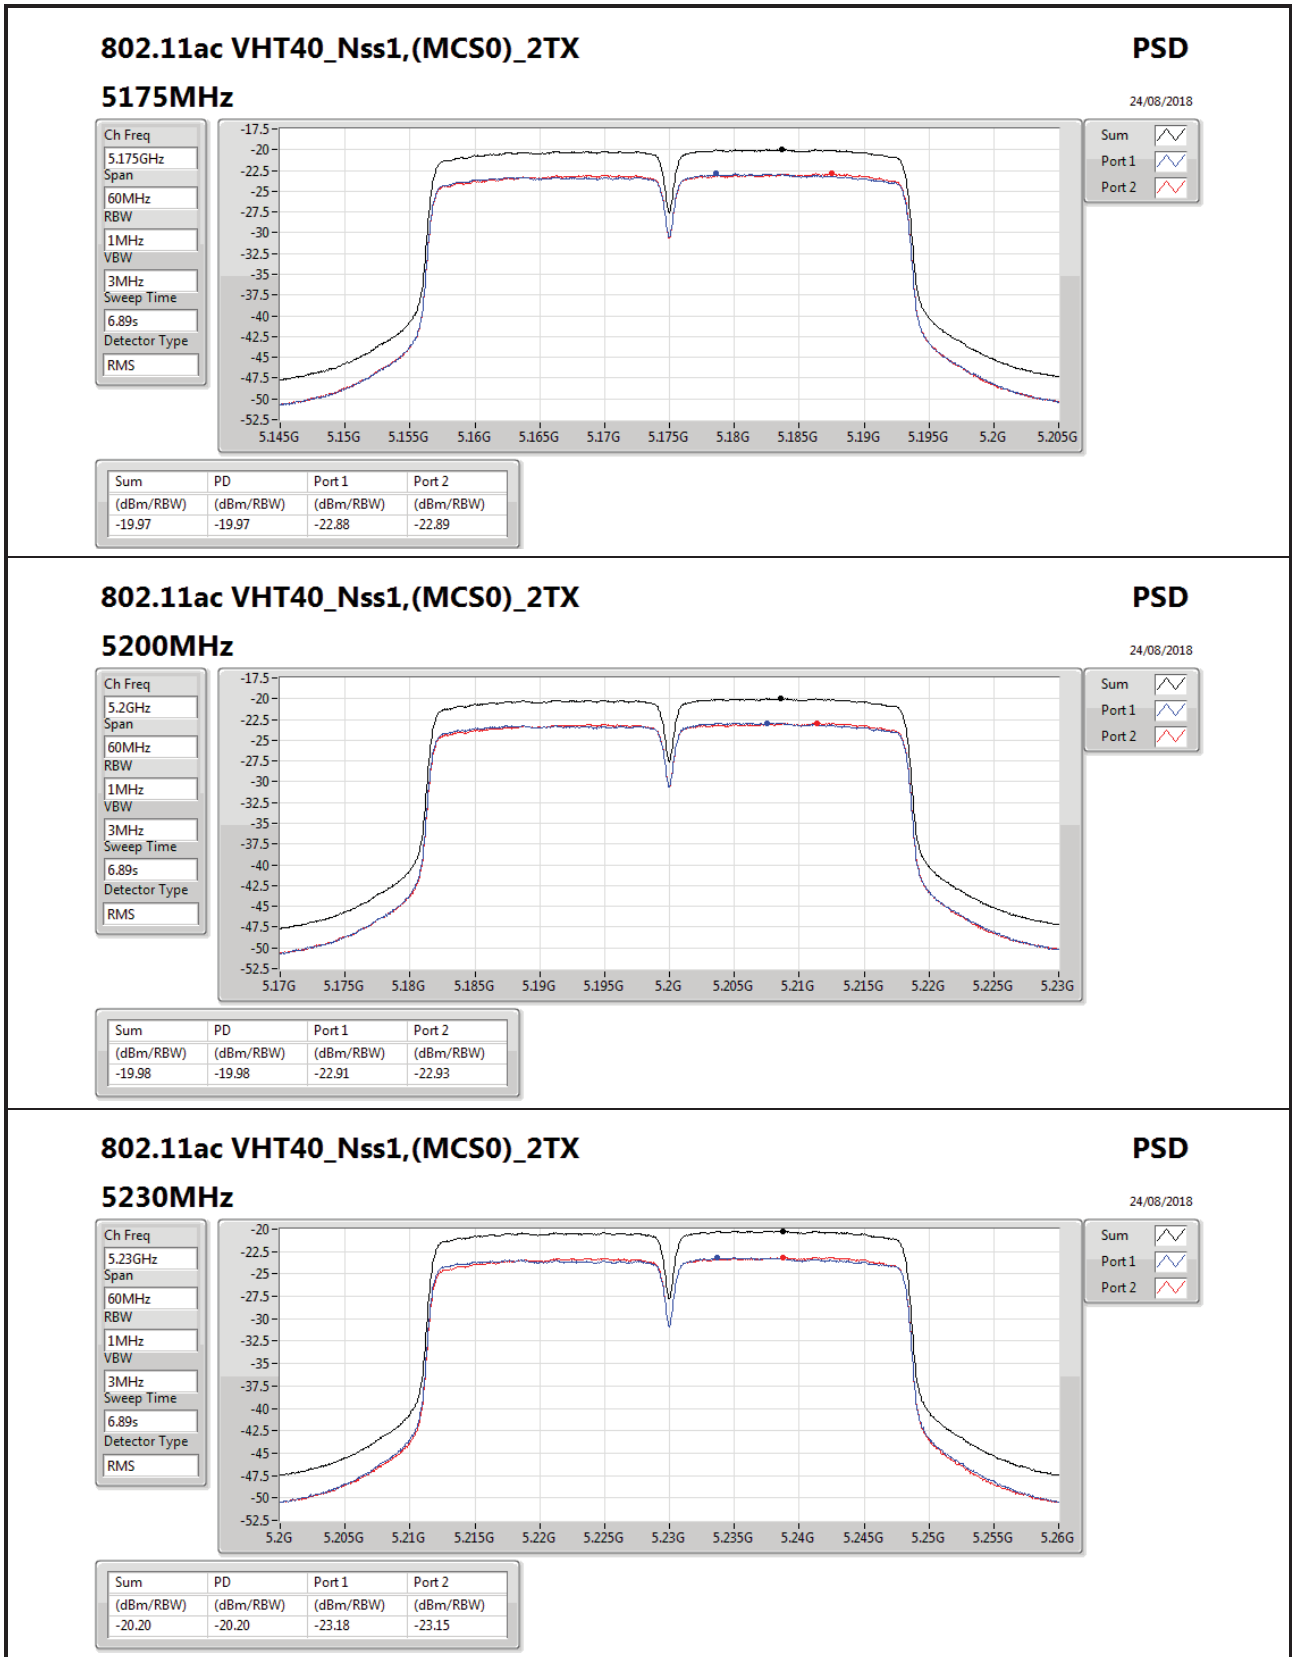 802.11ac VHT40_Nss1,(MCS0)_2TX PSD
5175MHz
24/08/2018
Ch Freq
5.175GHz
Span
60MHz
RBW
1MHz
VBW
3MHz
Sweep Time
6.89s
Detector Type
RMS
-17.5
-20
-22.5
-25
-27.5
-30
-32.5
-35
-37.5
-40
-42.5
-45
-47.5
-50
-52.5
5.145G 5.15G 5.155G 5.16G 5.165G 5.17G 5.175G 5.18G 5.185G 5.19G 5.195G 5.2G 5.205G
Sum
Port 1
Port 2
Sum PD Port 1 Port 2
(dBm/RBW) (dBm/RBW) (dBm/RBW) (dBm/RBW)
-19.97 -19.97 -22.88 -22.89
802.11ac VHT40_Nss1,(MCS0)_2TX PSD
5200MHz
24/08/2018
Ch Freq
5.2GHz
Span
60MHz
RBW
1MHz
VBW
3MHz
Sweep Time
6.89s
Detector Type
RMS
-17.5
-20
-22.5
-25
-27.5
-30
-32.5
-35
-37.5
-40
-42.5
-45
-47.5
-50
-52.5
5.17G 5.175G 5.18G 5.185G 5.19G 5.195G 5.2G 5.205G 5.21G 5.215G 5.22G 5.225G 5.23G
Sum
Port 1
Port 2
Sum PD Port 1 Port 2
(dBm/RBW) (dBm/RBW) (dBm/RBW) (dBm/RBW)
-19.98 -19.98 -22.91 -22.93
802.11ac VHT40_Nss1,(MCS0)_2TX PSD
5230MHz
24/08/2018
Ch Freq
5.23GHz
Span
60MHz
RBW
1MHz
VBW
3MHz
Sweep Time
6.89s
Detector Type
RMS
-20
-22.5
-25
-27.5
-30
-32.5
-35
-37.5
-40
-42.5
-45
-47.5
-50
-52.5
5.2G 5.205G 5.21G 5.215G 5.22G 5.225G 5.23G 5.235G 5.24G 5.245G 5.25G 5.255G 5.26G
Sum
Port 1
Port 2
Sum PD Port 1 Port 2
(dBm/RBW) (dBm/RBW) (dBm/RBW) (dBm/RBW)
-20.20 -20.20 -23.18 -23.15